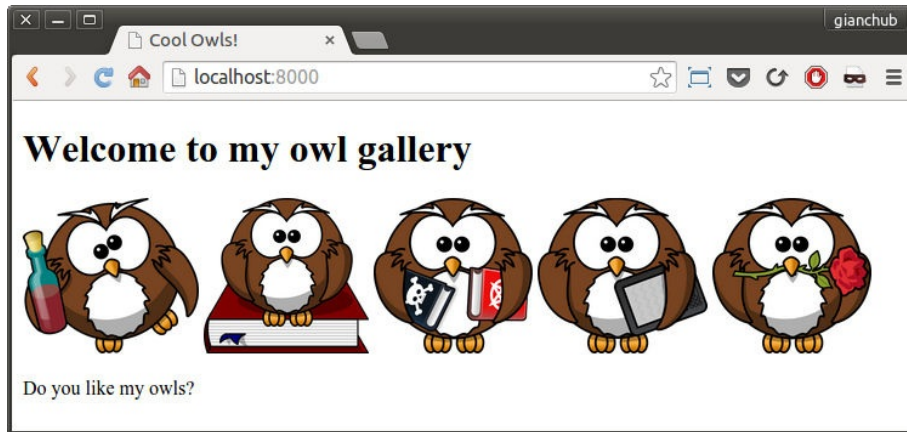 gianchub
Cool Owls!
localhost:8000
Welcome to my owl gallery
Do you like my owls?